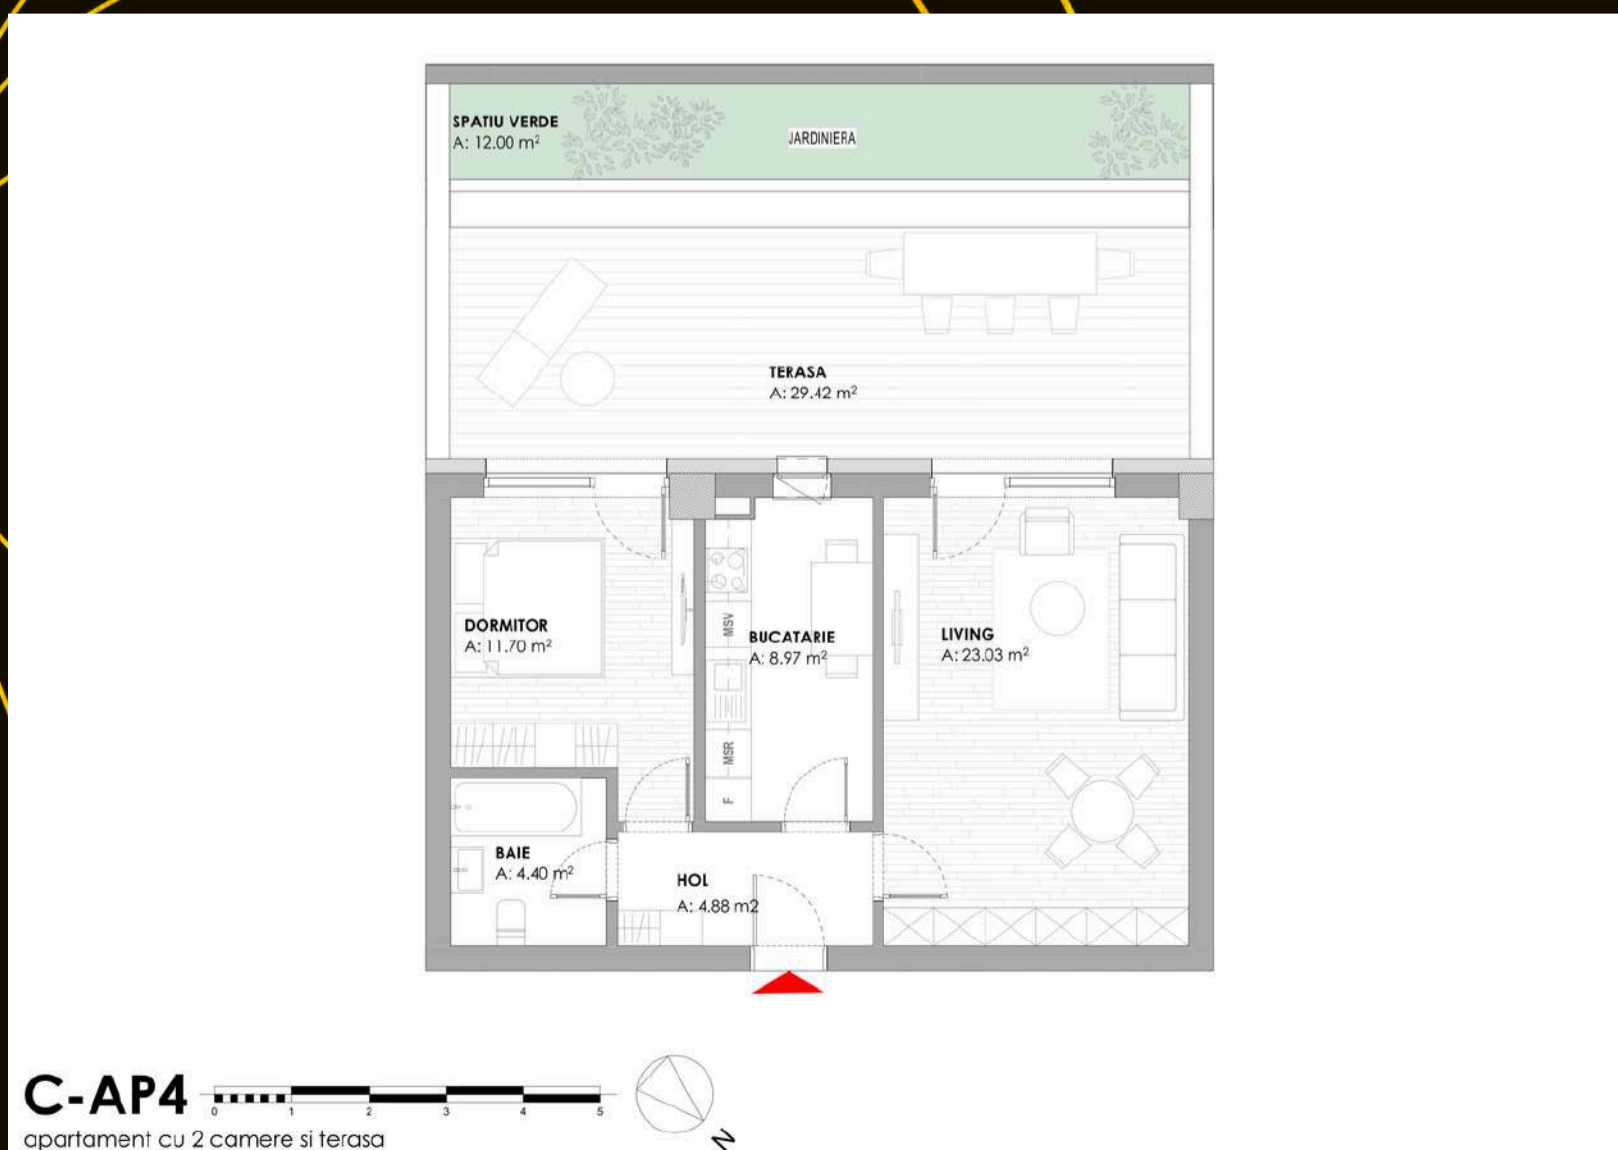 SPATIU VERDE
A: 12.00 m²
JARDINIERA
TERASA
A: 29.42 m²
DORMITOR
A: 11.70 m²
MSV
BUCATARIE
A: 8.97 m²
LIVING
A: 23.03 m²
MSR
F
BAIE
A: 4.40 m²
HOL
A: 4.88 m2
C-AP4
0 1 2 3 4 5
N
apartament cu 2 camere si terasa